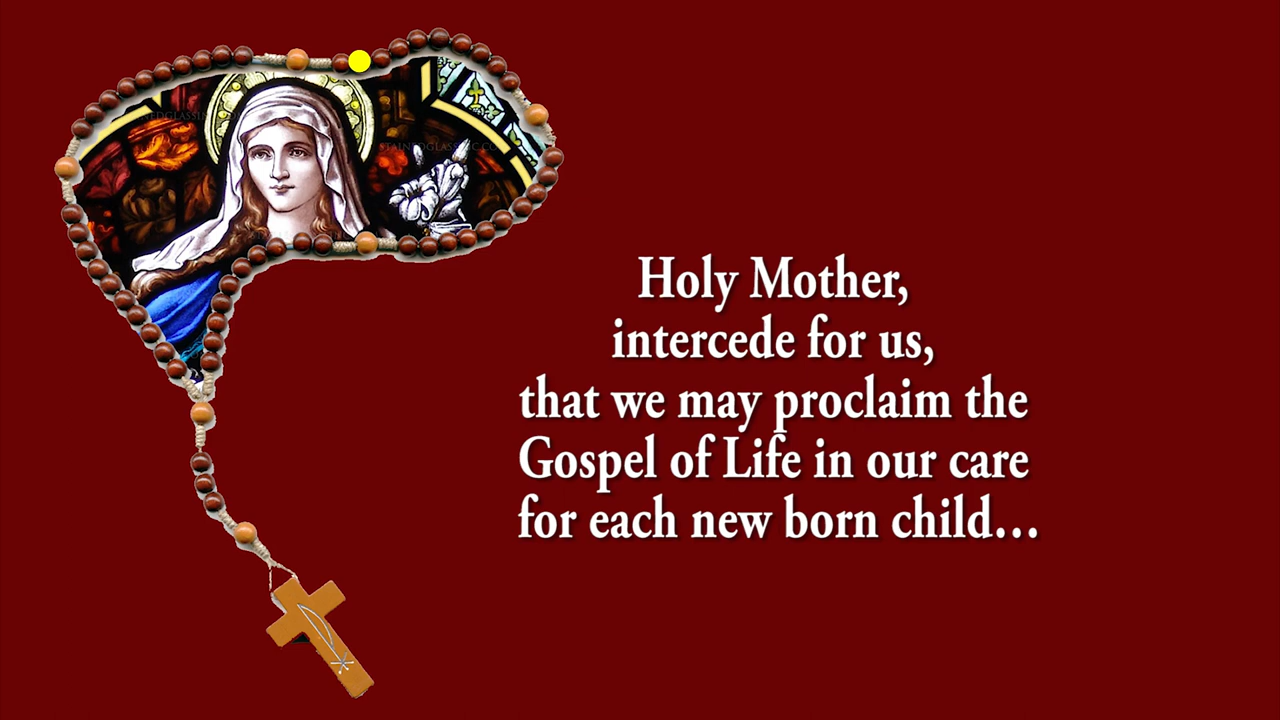 Holy Mother,
intercede for us,
that we may proclaim the
Gospel of Life in our care
for each new born child...